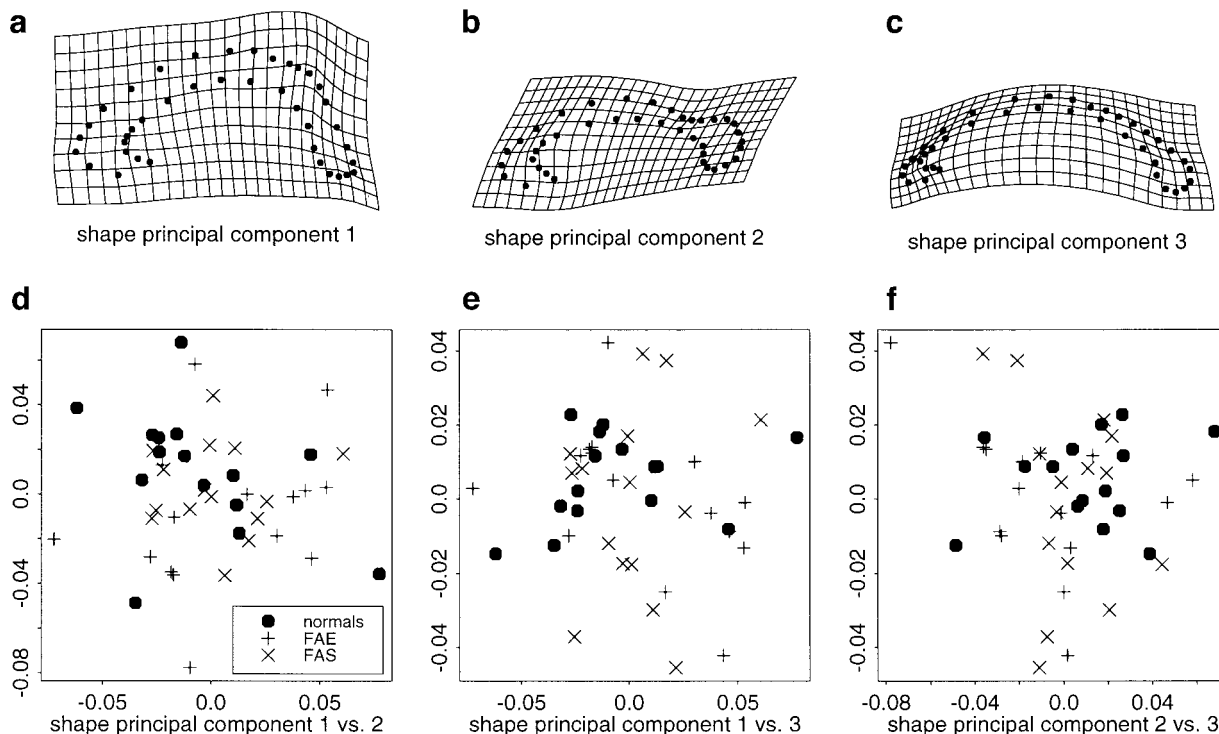 a
b
c
shape principal component 1
shape principal component 2
shape principal component 3
d
e
f
0.04
0.0
-0.04
-0.08
normals
FAE
FAS
-0.05
0.0
0.05
shape principal component 1 vs. 2
0.04
0.02
0.0
-0.02
-0.04
-0.05
0.0
0.05
shape principal component 1 vs. 3
0.04
0.02
0.0
-0.02
-0.04
-0.08
-0.04
0.0
0.04
shape principal component 2 vs. 3